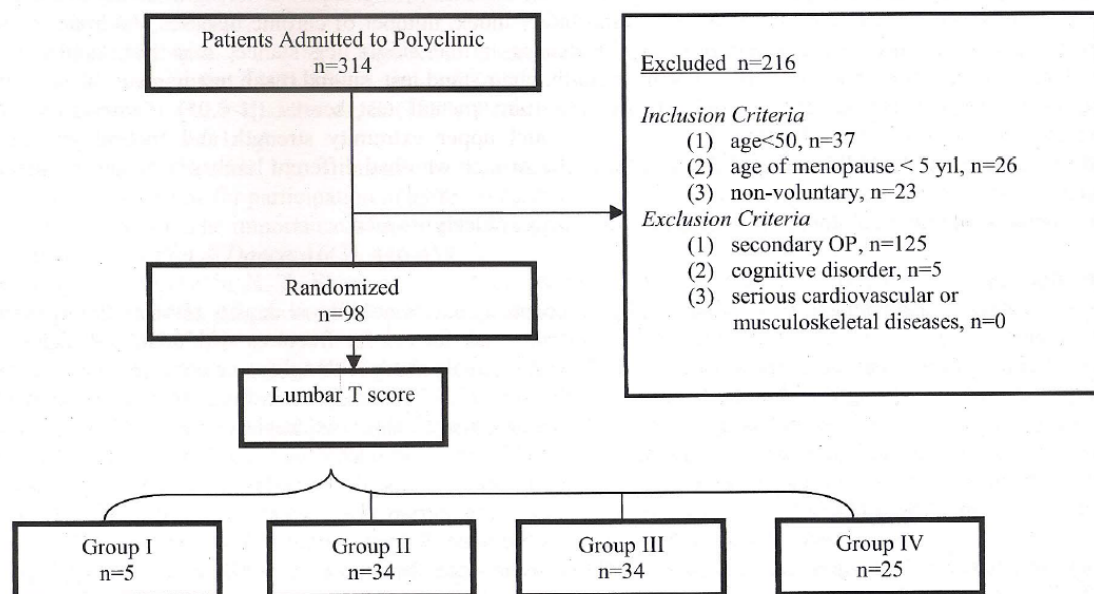 Patients Admitted to Polyclinic
n=314
Excluded n=216
Inclusion Criteria
(1) age<50, n=37
(2) age of menopause < 5 yıl, n=26
(3) non-voluntary, n=23
Exclusion Criteria
(1) secondary OP, n=125
(2) cognitive disorder, n=5
(3) serious cardiovascular or
musculoskeletal diseases, n=0
Randomized
n=98
Lumbar T score
Group I
n=5
Group II
n=34
Group III
n=34
Group IV
n=25